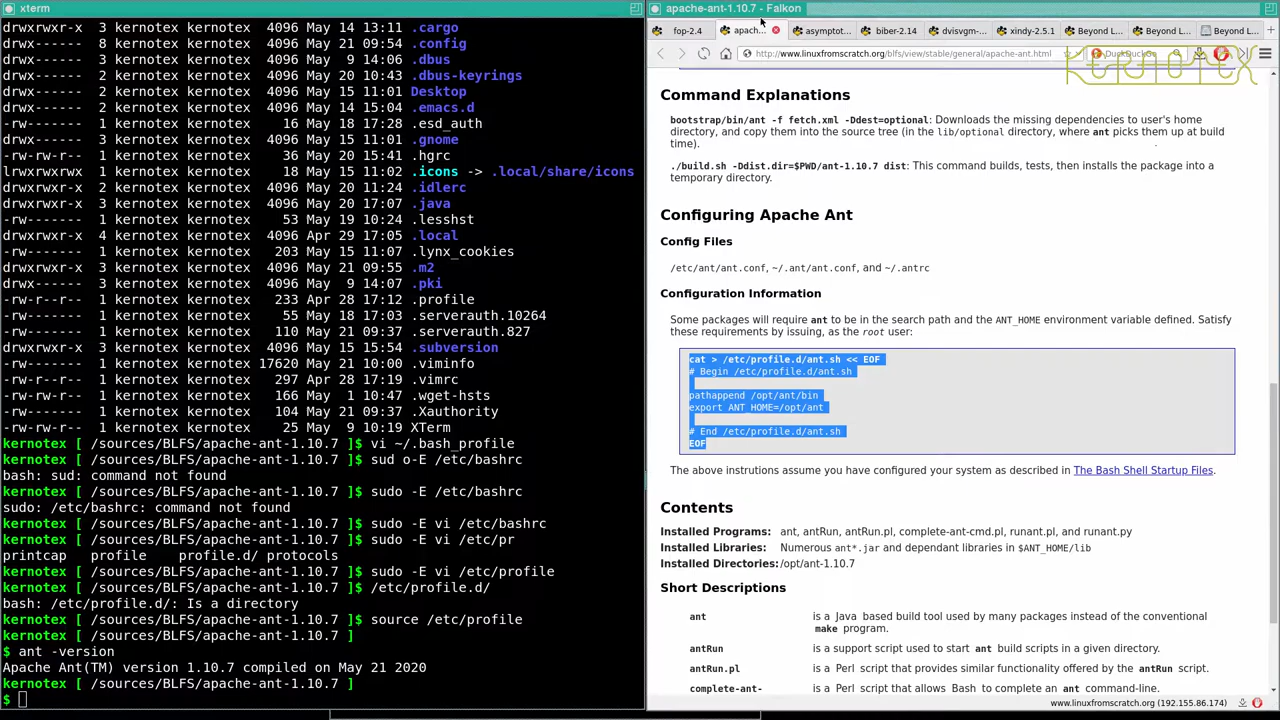 xterm
drwxrwxr-x 3 kernotex kernotex 4096 May 14 13:11 .cargo
drwx------ 8 kernotex kernotex 4096 May 21 09:54 .config
drwx------ 3 kernotex kernotex 4096 May 9 14:06 .dbus
drwx------ 2 kernotex kernotex 4096 May 20 10:43 .dbus-keyrings
drwxrwxr-x 2 kernotex kernotex 4096 May 15 11:01 Desktop
drwx------ 2 kernotex kernotex 4096 May 14 15:04 .emacs.d
-rw------- 1 kernotex kernotex 16 May 18 17:28 .esd_auth
drwx------ 3 kernotex kernotex 4096 May 15 11:01 .gnome
-rw-rw-r-- 1 kernotex kernotex 36 May 20 15:41 .hgrc
lrwxrwxrwx 1 kernotex kernotex 18 May 15 11:02 .icons -> .local/share/icons
drwxrwxr-x 2 kernotex kernotex 4096 May 20 11:24 .idlerc
drwxrwxr-x 3 kernotex kernotex 4096 May 20 17:07 .java
-rw------- 1 kernotex kernotex 53 May 19 10:24 .lesshst
drwxrwxr-x 4 kernotex kernotex 4096 Apr 29 17:05 .local
-rw------- 1 kernotex kernotex 203 May 15 11:07 .lynx_cookies
drwxrwxr-x 3 kernotex kernotex 4096 May 21 09:55 .m2
drwxrw---- 3 kernotex kernotex 4096 May 9 14:07 .pki
-rw-r--r-- 1 kernotex kernotex 233 Apr 28 17:12 .profile
-rw------- 1 kernotex kernotex 55 May 18 17:03 .serverauth.10264
-rw------- 1 kernotex kernotex 110 May 21 09:37 .serverauth.827
drwxrwxr-x 3 kernotex kernotex 4096 May 15 15:54 .subversion
-rw------- 1 kernotex kernotex 17620 May 21 10:00 .viminfo
-rw-r--r-- 1 kernotex kernotex 297 Apr 28 17:19 .vimrc
-rw-rw-r-- 1 kernotex kernotex 166 May 1 10:47 .wget-hsts
-rw------- 1 kernotex kernotex 104 May 21 09:37 .Xauthority
-rw-rw-r-- 1 kernotex kernotex 25 May 9 10:19 XTerm
kernotex [ /sources/BLFS/apache-ant-1.10.7 ]$ vi ~/.bash_profile
kernotex [ /sources/BLFS/apache-ant-1.10.7 ]$ sud o-E /etc/bashrc
bash: sud: command not found
kernotex [ /sources/BLFS/apache-ant-1.10.7 ]$ sudo -E /etc/bashrc
sudo: /etc/bashrc: command not found
kernotex [ /sources/BLFS/apache-ant-1.10.7 ]$ sudo -E vi /etc/bashrc
kernotex [ /sources/BLFS/apache-ant-1.10.7 ]$ sudo -E vi /etc/pr
printcap profile profile.d/ protocols
kernotex [ /sources/BLFS/apache-ant-1.10.7 ]$ sudo -E vi /etc/profile
kernotex [ /sources/BLFS/apache-ant-1.10.7 ]$ /etc/profile.d/
bash: /etc/profile.d/: Is a directory
kernotex [ /sources/BLFS/apache-ant-1.10.7 ]$ source /etc/profile
kernotex [ /sources/BLFS/apache-ant-1.10.7 ]
$ ant -version
Apache Ant(TM) version 1.10.7 compiled on May 21 2020
kernotex [ /sources/BLFS/apache-ant-1.10.7 ]
$
apache-ant-1.10.7 - Falkon
fop-2.4 apach... asymptot... biber-2.14 dvisvgm-... xindy-2.5.1 Beyond L... Beyond L... Beyond L...
http://www.linuxfromscratch.org/blfs/view/stable/general/apache-ant.html
DuckDuckGo
KERNOTEX
Command Explanations
bootstrap/bin/ant -f fetch.xml -Ddest=optional: Downloads the missing dependencies to user's home
directory, and copy them into the source tree (in the lib/optional directory, where ant picks them up at build
time).
./build.sh -Ddist.dir=$PWD/ant-1.10.7 dist: This command builds, tests, then installs the package into a
temporary directory.
Configuring Apache Ant
Config Files
/etc/ant/ant.conf, ~/.ant/ant.conf, and ~/.antrc
Configuration Information
Some packages will require ant to be in the search path and the ANT_HOME environment variable defined. Satisfy
these requirements by issuing, as the root user:
cat > /etc/profile.d/ant.sh << EOF
# Begin /etc/profile.d/ant.sh
pathappend /opt/ant/bin
export ANT_HOME=/opt/ant
# End /etc/profile.d/ant.sh
EOF
The above instrutions assume you have configured your system as described in The Bash Shell Startup Files.
Contents
Installed Programs: ant, antRun, antRun.pl, complete-ant-cmd.pl, runant.pl, and runant.py
Installed Libraries: Numerous ant*.jar and dependant libraries in $ANT_HOME/lib
Installed Directories: /opt/ant-1.10.7
Short Descriptions
ant is a Java based build tool used by many packages instead of the conventional
make program.
antRun is a support script used to start ant build scripts in a given directory.
antRun.pl is a Perl script that provides similar functionality offered by the antRun script.
complete-ant- is a Perl script that allows Bash to complete an ant command-line.
www.linuxfromscratch.org (192.155.86.174)